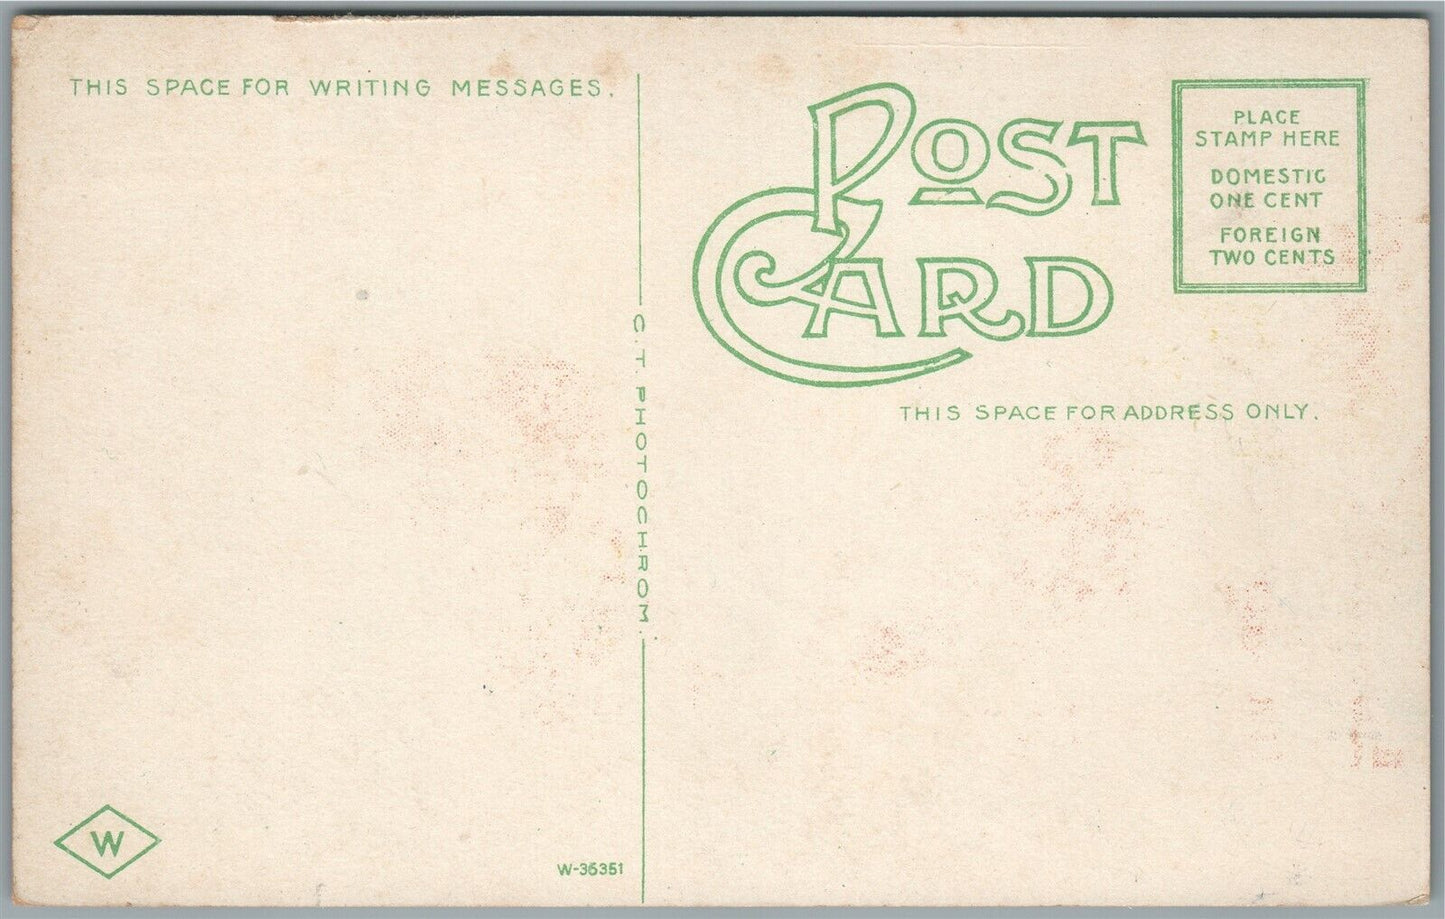 THIS SPACE FOR WRITING MESSAGES.
POST
CARD
PLACE
STAMP HERE
DOMESTIC
ONE CENT
FOREIGN
TWO CENTS
THIS SPACE FOR ADDRESS ONLY.
C. T. PHOTOCHROM.
W
W-36351